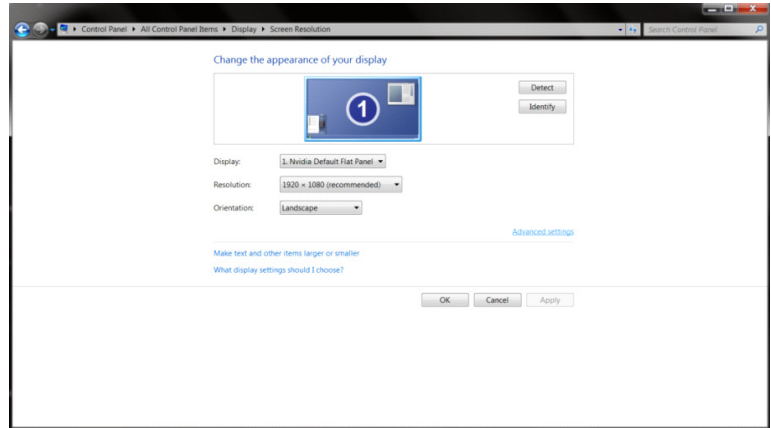 Control Panel ▸ All Control Panel Items ▸ Display ▸ Screen Resolution
Search Control Panel
Change the appearance of your display
1
Detect
Identify
Display: 1. Nvidia Default Flat Panel
Resolution: 1920 × 1080 (recommended)
Orientation: Landscape
Advanced settings
Make text and other items larger or smaller
What display settings should I choose?
OK Cancel Apply